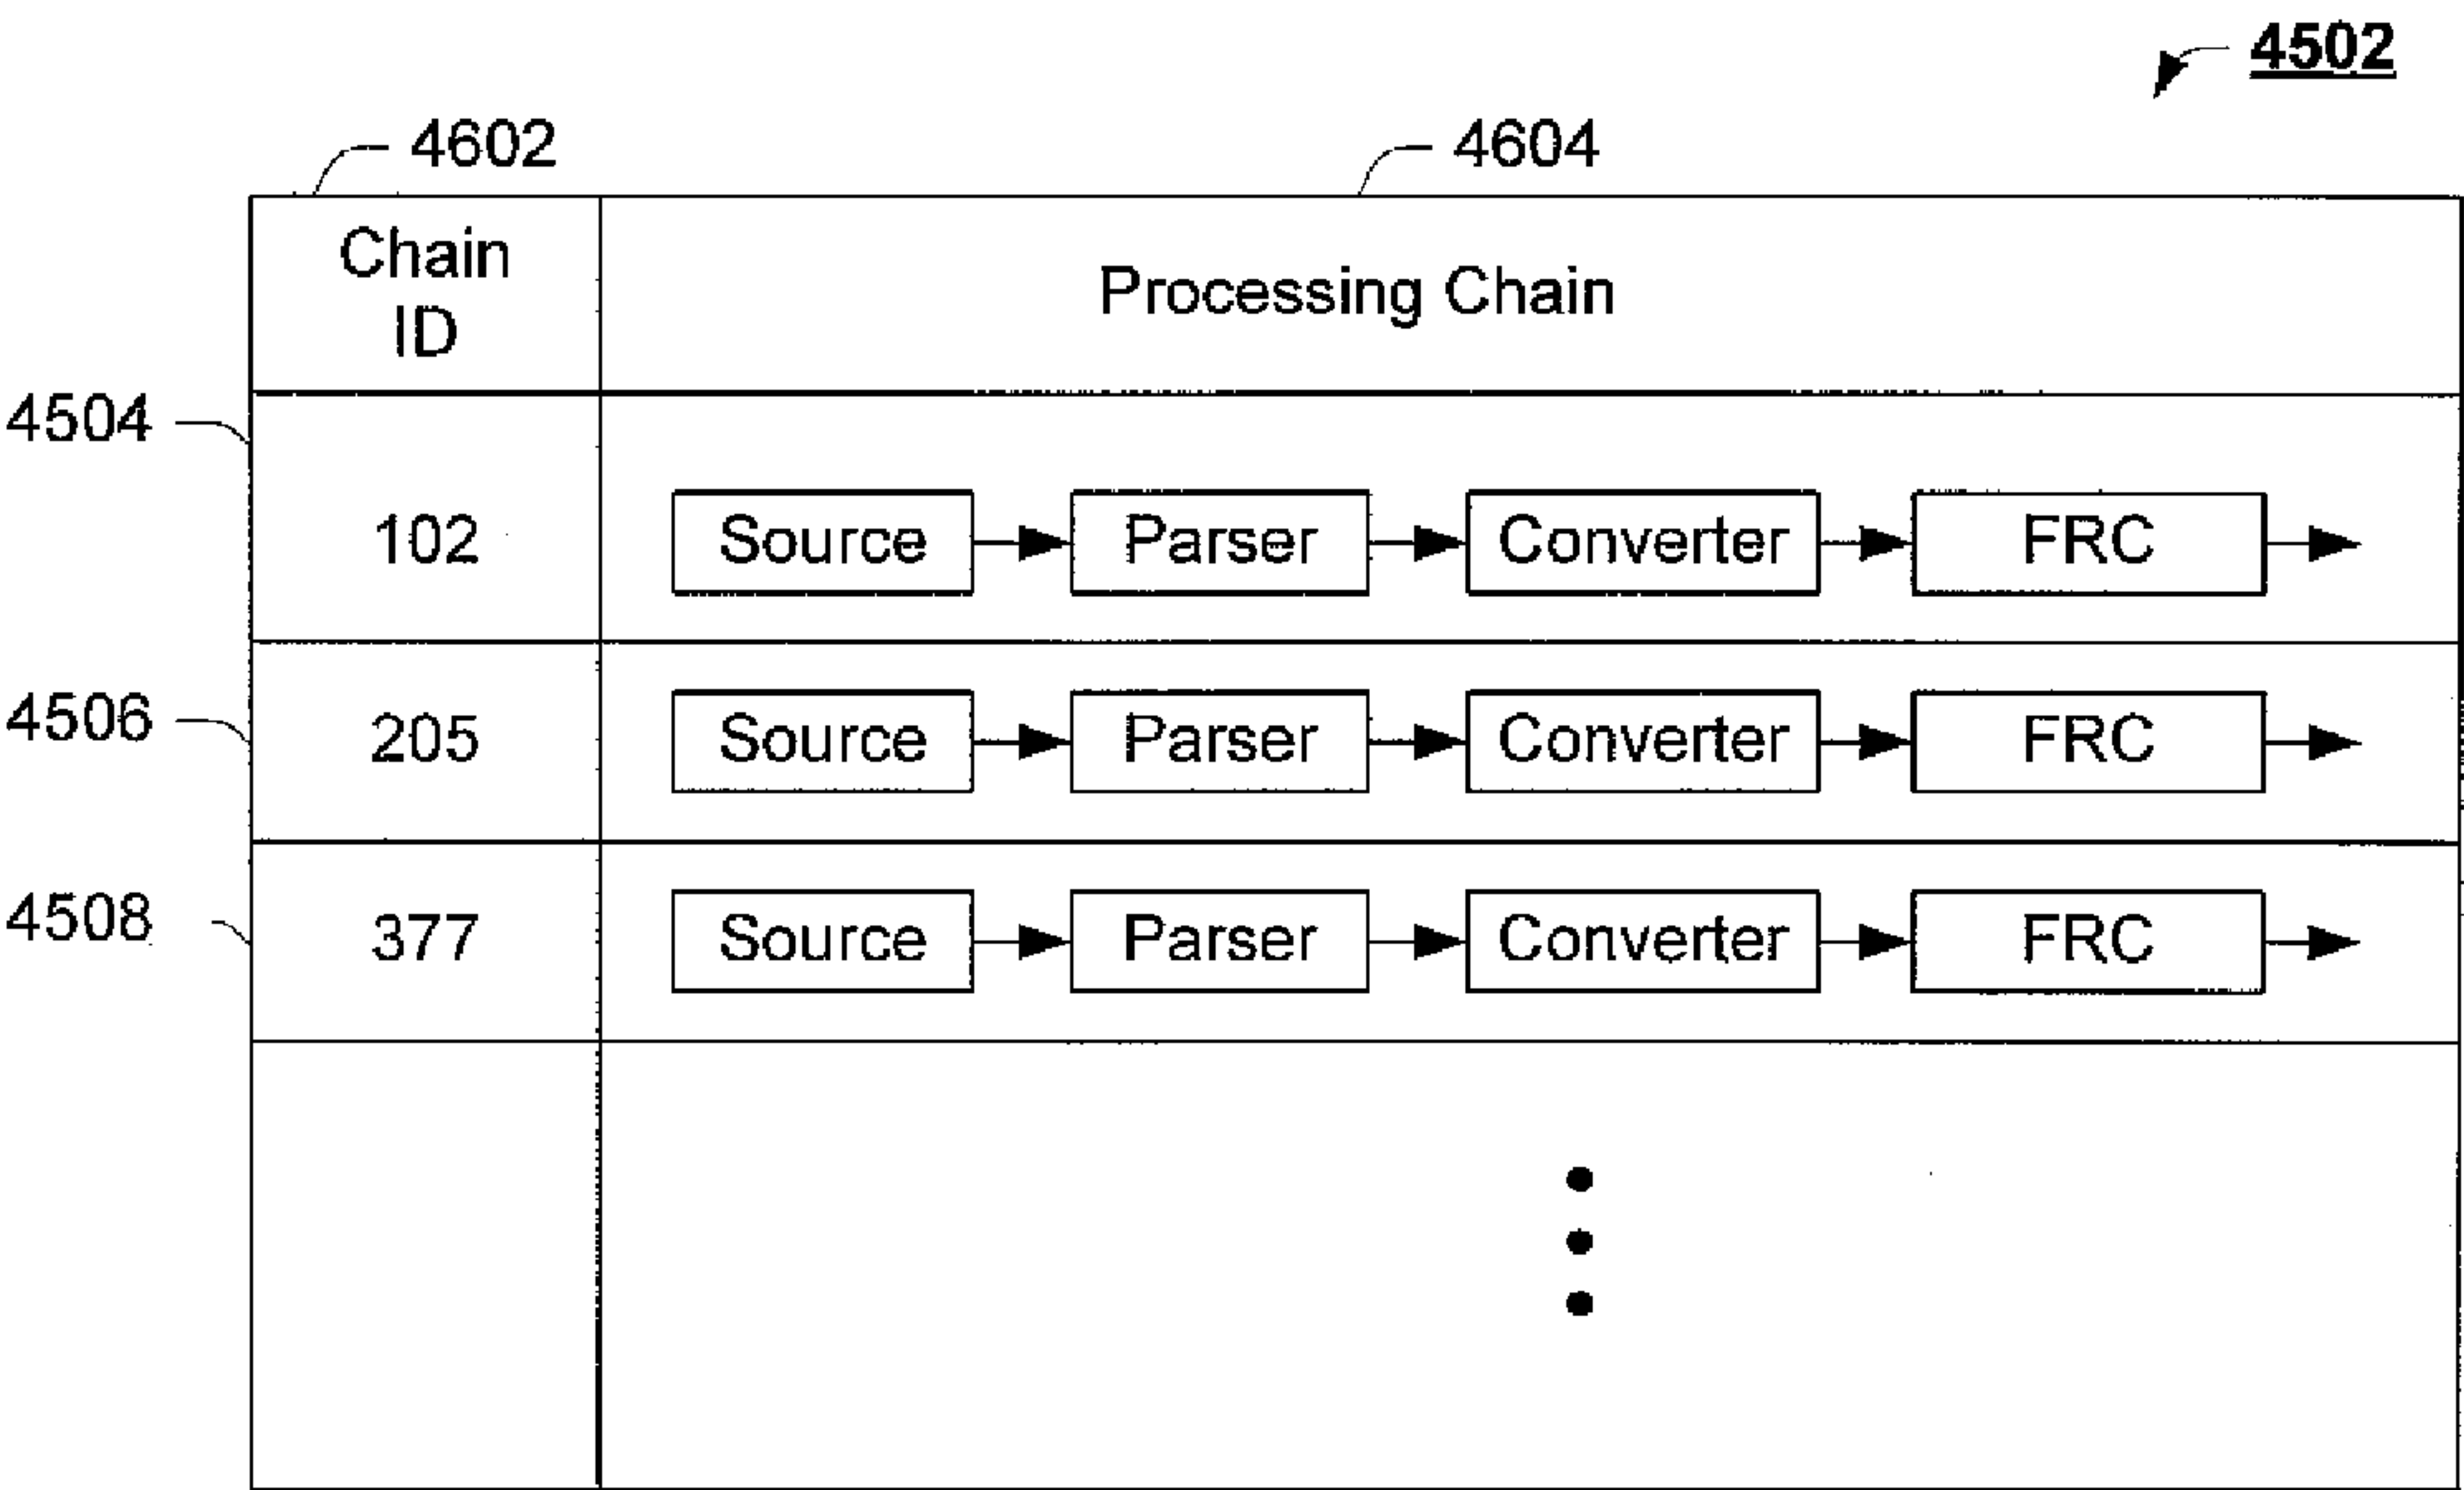 4502
4602
4604
Chain
ID
Processing Chain
4504
102
Source
Parser
Converter
FRC
4506
205
Source
Parser
Converter
FRC
4508
377
Source
Parser
Converter
FRC